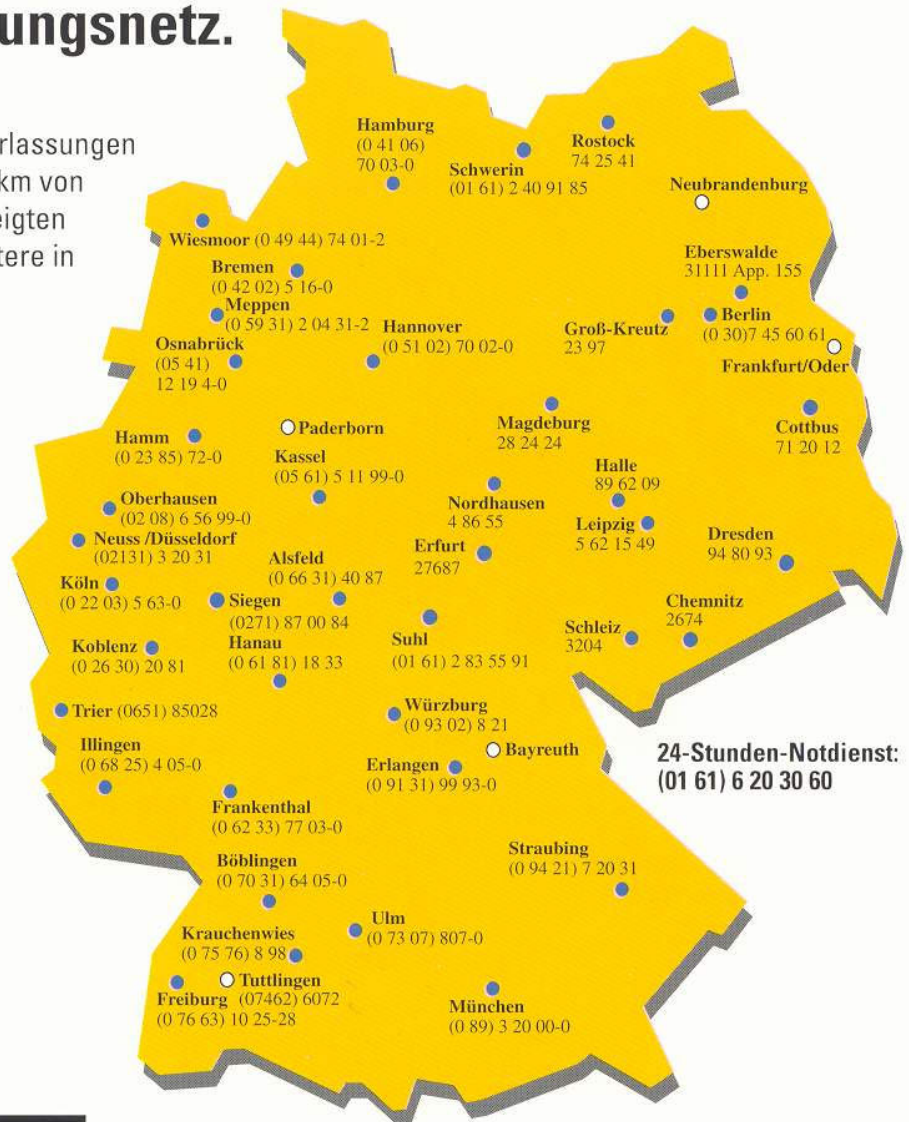 ungsnetz.
erlassungen
km von
eigten
tere in
Hamburg
(0 41 06)
70 03-0
Schwerin
(01 61) 2 40 91 85
Rostock
74 25 41
Neubrandenburg
Wiesmoor (0 49 44) 74 01-2
Bremen
(0 42 02) 5 16-0
Meppen
(0 59 31) 2 04 31-2
Eberswalde
31111 App. 155
Osnabrück
(05 41)
12 19 4-0
Hannover
(0 51 02) 70 02-0
Groß-Kreutz
23 97
Berlin
(0 30)7 45 60 61
Frankfurt/Oder
Hamm
(0 23 85) 72-0
Paderborn
Kassel
(05 61) 5 11 99-0
Magdeburg
28 24 24
Cottbus
71 20 12
Oberhausen
(02 08) 6 56 99-0
Neuss /Düsseldorf
(02131) 3 20 31
Nordhausen
4 86 55
Halle
89 62 09
Leipzig
5 62 15 49
Dresden
94 80 93
Köln
(0 22 03) 5 63-0
Alsfeld
(0 66 31) 40 87
Erfurt
27687
Siegen
(0271) 87 00 84
Koblenz
(0 26 30) 20 81
Hanau
(0 61 81) 18 33
Suhl
(01 61) 2 83 55 91
Schleiz
3204
Chemnitz
2674
Trier (0651) 85028
Würzburg
(0 93 02) 8 21
Illingen
(0 68 25) 4 05-0
Erlangen
(0 91 31) 99 93-0
Bayreuth
24-Stunden-Notdienst:
(01 61) 6 20 30 60
Frankenthal
(0 62 33) 77 03-0
Böblingen
(0 70 31) 64 05-0
Straubing
(0 94 21) 7 20 31
Krauchenwies
(0 75 76) 8 98
Ulm
(0 73 07) 807-0
Tuttlingen
(07462) 6072
Freiburg
(0 76 63) 10 25-28
München
(0 89) 3 20 00-0